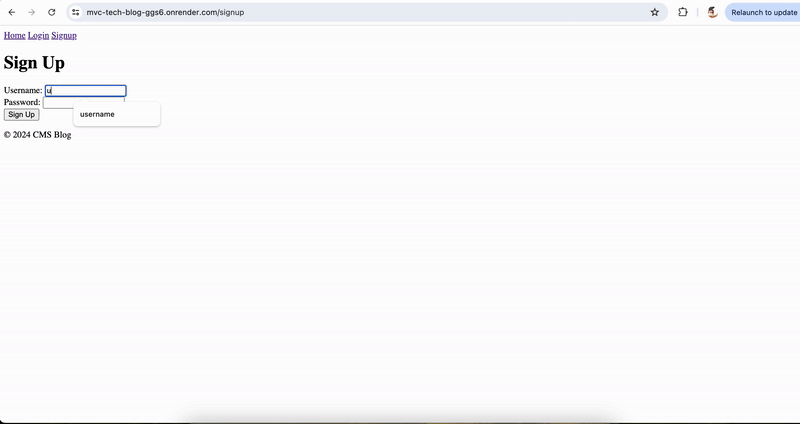 mvc-tech-blog-ggs6.onrender.com/signup
Relaunch to update
Home Login Signup
Sign Up
Username: u
Password:
username
Sign Up
© 2024 CMS Blog